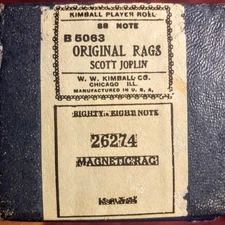 KIMBALL PLAYER ROLL
88 NOTE
B 5063
ORIGINAL RAGS
SCOTT JOPLIN
W. W. KIMBALL CO.
CHICAGO ILL.
MANUFACTURED IN U. S. A.
EIGHTY EIGHT NOTE
26274
MAGNETIC RAG